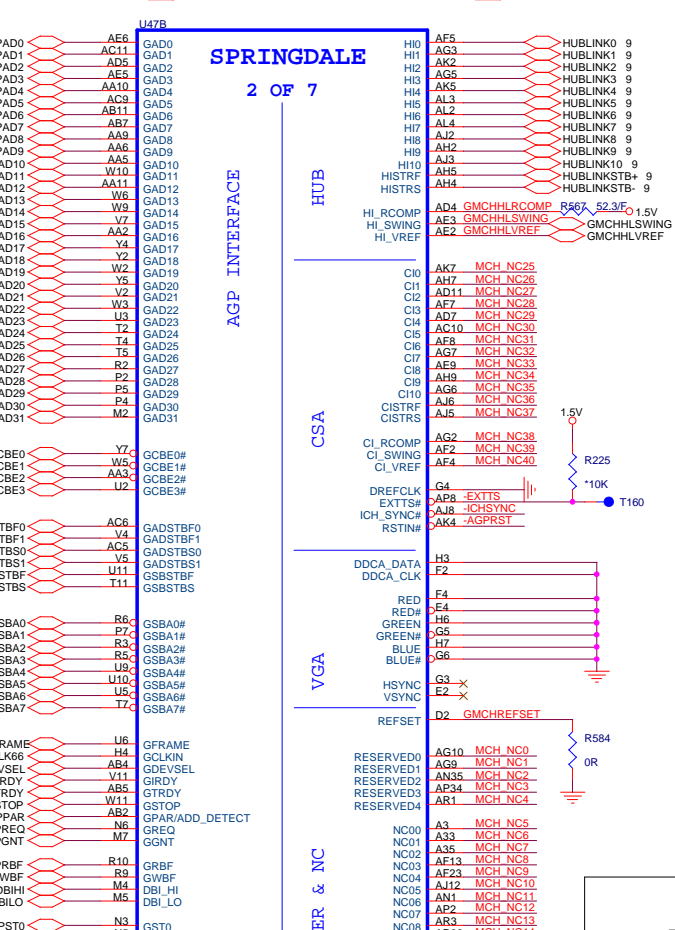 U47B
SPRINGDALE
2 OF 7
AGP INTERFACE
HUB
CSA
VGA
ER & NC
PAD0 AE6 GAD0
PAD1 AC11 GAD1
PAD2 AD5 GAD2
PAD3 AE5 GAD3
PAD4 AA10 GAD4
PAD5 AC9 GAD5
PAD6 AB11 GAD6
PAD7 AB7 GAD7
PAD8 AA9 GAD8
PAD9 AA6 GAD9
AD10 AA5 GAD10
AD11 W10 GAD11
AD12 AA11 GAD12
AD13 W6 GAD13
AD14 W9 GAD14
AD15 V7 GAD15
AD16 AA2 GAD16
AD17 Y4 GAD17
AD18 Y2 GAD18
AD19 W2 GAD19
AD20 Y5 GAD20
AD21 V2 GAD21
AD22 W3 GAD22
AD23 U3 GAD23
AD24 T2 GAD24
AD25 T4 GAD25
AD26 T5 GAD26
AD27 R2 GAD27
AD28 P2 GAD28
AD29 P5 GAD29
AD30 P4 GAD30
AD31 M2 GAD31
CBE0 Y7 GCBE0#
CBE1 W5 GCBE1#
CBE2 AA3 GCBE2#
CBE3 U2 GCBE3#
TBF0 AC6 GADSTBF0
TBF1 V4 GADSTBF1
TBS0 AC5 GADSTBS0
TBS1 V5 GADSTBS1
STBF U11 GSBSTBF
STBS T11 GSBSTBS
SBA0 R6 GSBA0#
SBA1 P7 GSBA1#
SBA2 R3 GSBA2#
SBA3 R5 GSBA3#
SBA4 U9 GSBA4#
SBA5 U10 GSBA5#
SBA6 U5 GSBA6#
SBA7 T7 GSBA7#
RAME U6 GFRAME
LK66 H4 GCLKIN
VSEL AB4 GDEVSEL
RDY V11 GIRDY
RDY AB5 GTRDY
STOP W11 GSTOP
PPAR AB2 GPAR/ADD_DETECT
REQ N6 GREQ
GNT M7 GGNT
RBF R10 GRBF
WBF R9 GWBF
DBIHI M4 DBI_HI
BILO M5 DBI_LO
PST0 N3 GST0
HI0 AF5 HUBLINK0 9
HI1 AG3 HUBLINK1 9
HI2 AK2 HUBLINK2 9
HI3 AG5 HUBLINK3 9
HI4 AK5 HUBLINK4 9
HI5 AL3 HUBLINK5 9
HI6 AL2 HUBLINK6 9
HI7 AL4 HUBLINK7 9
HI8 AJ2 HUBLINK8 9
HI9 AH2 HUBLINK9 9
HI10 AJ3 HUBLINK10 9
HISTRF AH5 HUBLINKSTB+ 9
HISTRS AH4 HUBLINKSTB- 9
HI_RCOMP AD4 GMCHHLRCOMP R567 52.3/F 1.5V
HI_SWING AE3 GMCHHLSWING GMCHHLSWING
HI_VREF AE2 GMCHHLVREF GMCHHLVREF
CI0 AK7 MCH_NC25
CI1 AH7 MCH_NC26
CI2 AD11 MCH_NC27
CI3 AF7 MCH_NC28
CI4 AD7 MCH_NC29
CI5 AC10 MCH_NC30
CI6 AF8 MCH_NC31
CI7 AG7 MCH_NC32
CI8 AE9 MCH_NC33
CI9 AH9 MCH_NC34
CI10 AG6 MCH_NC35
CISTRF AJ6 MCH_NC36
CISTRS AJ5 MCH_NC37
1.5V
CI_RCOMP AG2 MCH_NC38
CI_SWING AF2 MCH_NC39
CI_VREF AF4 MCH_NC40
R225
*10K
DREFCLK G4
EXTTS# AP8 -EXTTS T160
ICH_SYNC# AJ8 -ICHSYNC
RSTIN# AK4 -AGPRST
DDCA_DATA H3
DDCA_CLK F2
RED F4
RED# E4
GREEN H6
GREEN# G5
BLUE H7
BLUE# G6
HSYNC G3
VSYNC E2
REFSET D2 GMCHREFSET
R584
0R
RESERVED0 AG10 MCH_NC0
RESERVED1 AG9 MCH_NC1
RESERVED2 AN35 MCH_NC2
RESERVED3 AP34 MCH_NC3
RESERVED4 AR1 MCH_NC4
NC00 A3 MCH_NC5
NC01 A33 MCH_NC6
NC02 A35 MCH_NC7
NC03 AF13 MCH_NC8
NC04 AF23 MCH_NC9
NC05 AJ12 MCH_NC10
NC06 AN1 MCH_NC11
NC07 AP2 MCH_NC12
NC08 AR3 MCH_NC13